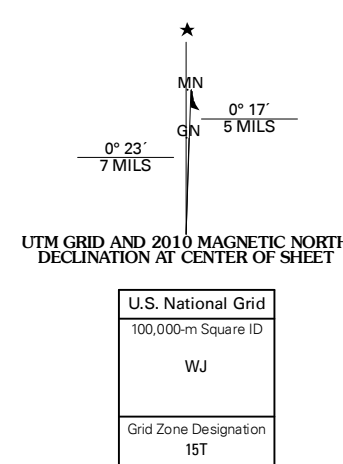 ★
MN
0° 17´
5 MILS
GN
0° 23´
7 MILS
UTM GRID AND 2010 MAGNETIC NORTH
DECLINATION AT CENTER OF SHEET
U.S. National Grid
100,000-m Square ID
WJ
Grid Zone Designation
15T